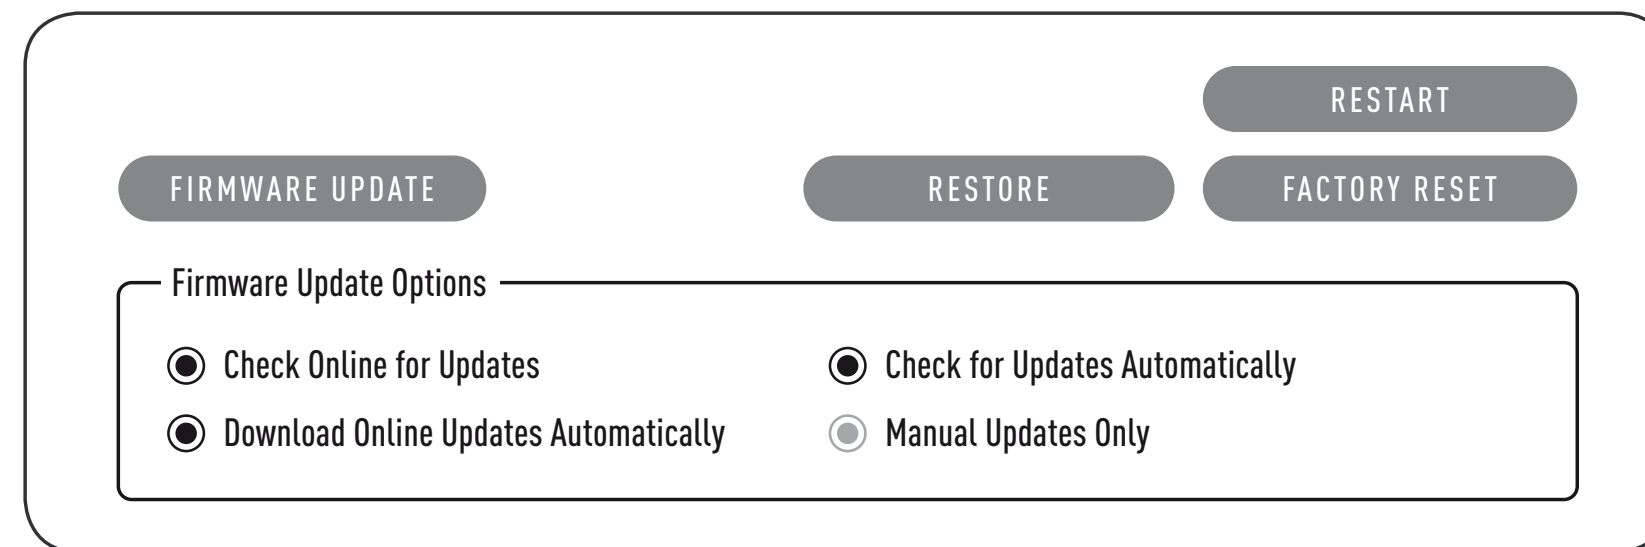 RESTART
FIRMWARE UPDATE
RESTORE
FACTORY RESET
Firmware Update Options
Check Online for Updates
Check for Updates Automatically
Download Online Updates Automatically
Manual Updates Only